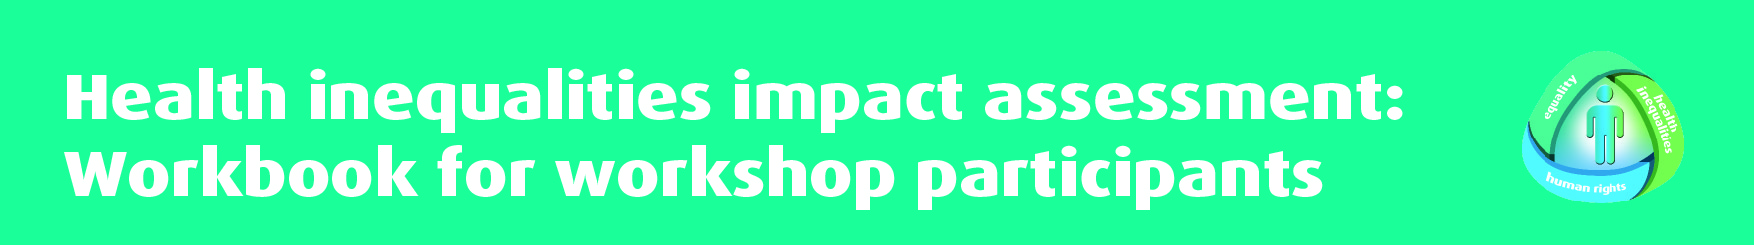 Health inequalities impact assessment:
Workbook for workshop participants
equality
health
inequalities
human rights